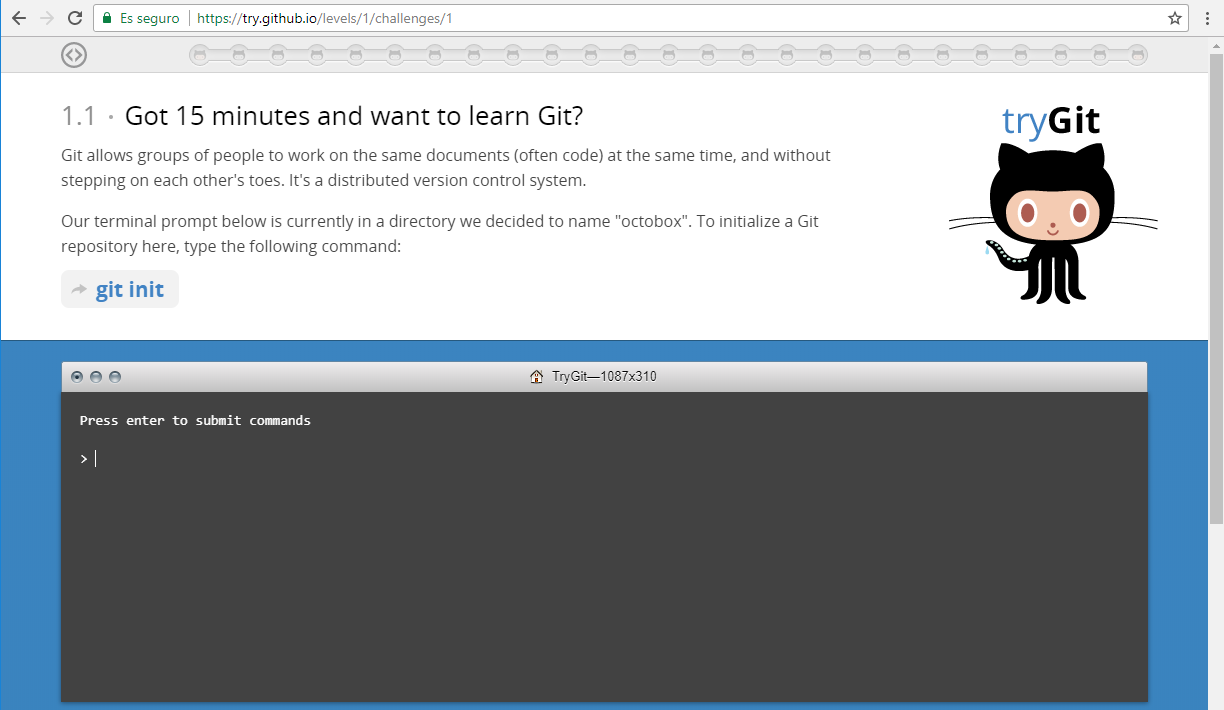 Es seguro https://try.github.io/levels/1/challenges/1
1.1 · Got 15 minutes and want to learn Git?
tryGit
Git allows groups of people to work on the same documents (often code) at the same time, and without
stepping on each other's toes. It's a distributed version control system.
Our terminal prompt below is currently in a directory we decided to name "octobox". To initialize a Git
repository here, type the following command:
git init
TryGit—1087x310
Press enter to submit commands
>